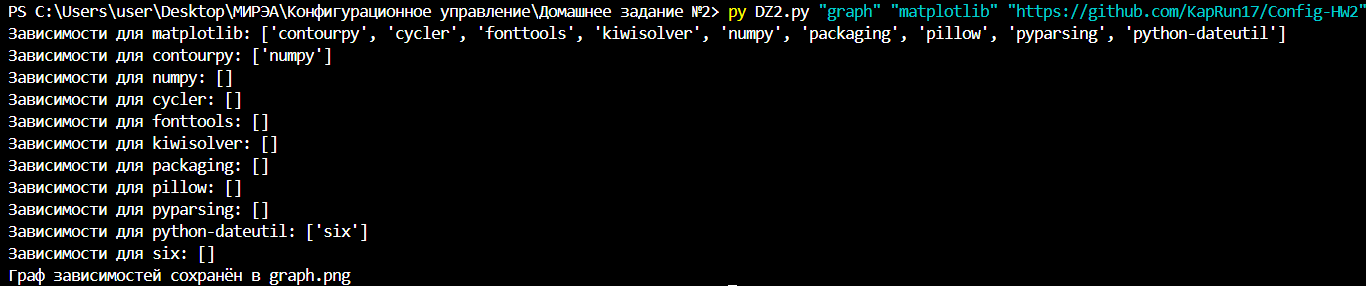 PS C:\Users\user\Desktop\МИРЭА\Конфигурационное управление\Домашнее задание №2> py DZ2.py "graph" "matplotlib" "https://github.com/KapRun17/Config-HW2"
Зависимости для matplotlib: ['contourpy', 'cycler', 'fonttools', 'kiwisolver', 'numpy', 'packaging', 'pillow', 'pyparsing', 'python-dateutil']
Зависимости для contourpy: ['numpy']
Зависимости для numpy: []
Зависимости для cycler: []
Зависимости для fonttools: []
Зависимости для kiwisolver: []
Зависимости для packaging: []
Зависимости для pillow: []
Зависимости для pyparsing: []
Зависимости для python-dateutil: ['six']
Зависимости для six: []
Граф зависимостей сохранён в graph.png